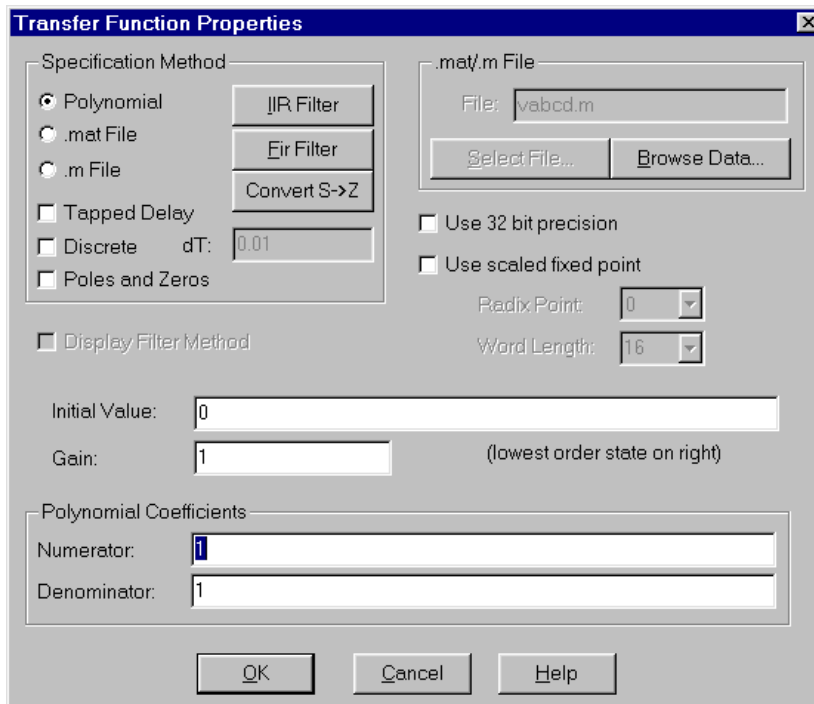 Transfer Function Properties
Specification Method
Polynomial
.mat File
.m File
IIR Filter
Fir Filter
Convert S->Z
Tapped Delay
Discrete dT: 0.01
Poles and Zeros
Display Filter Method
.mat/.m File
File: vabcd.m
Select File... Browse Data...
Use 32 bit precision
Use scaled fixed point
Radix Point: 0
Word Length: 16
Initial Value: 0
Gain: 1 (lowest order state on right)
Polynomial Coefficients
Numerator: 1
Denominator: 1
OK Cancel Help